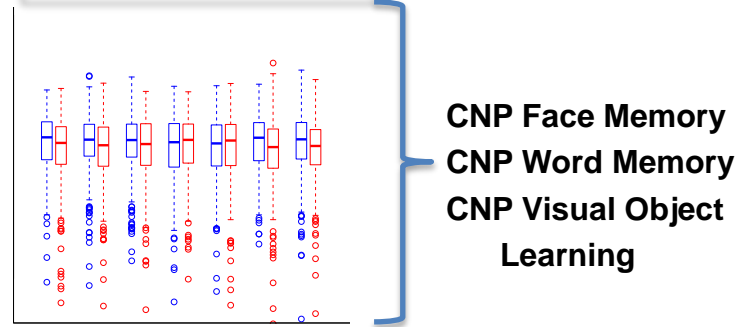 CNP Face Memory
CNP Word Memory
CNP Visual Object
Learning